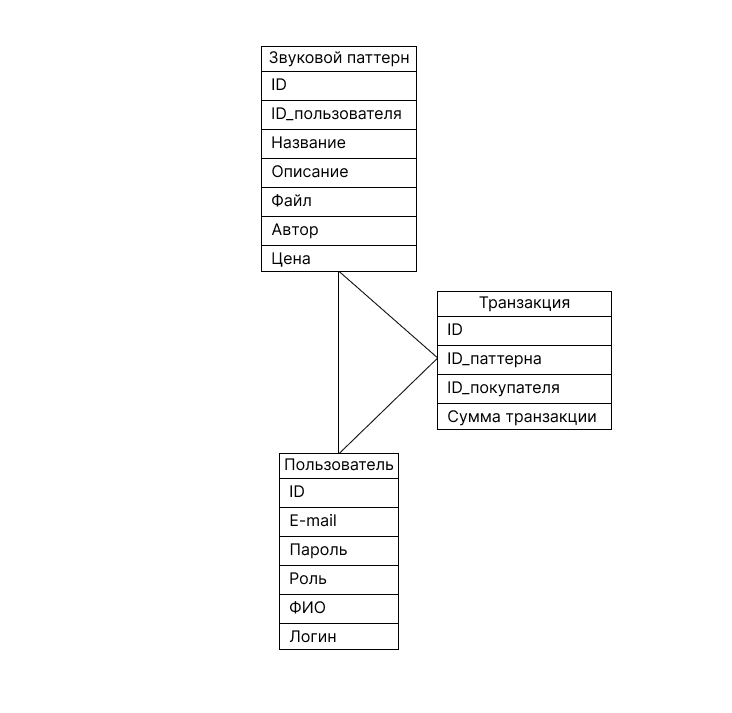 Звуковой паттерн
ID
ID_пользователя
Название
Описание
Файл
Автор
Цена
Транзакция
ID
ID_паттерна
ID_покупателя
Сумма транзакции
Пользователь
ID
E-mail
Пароль
Роль
ФИО
Логин